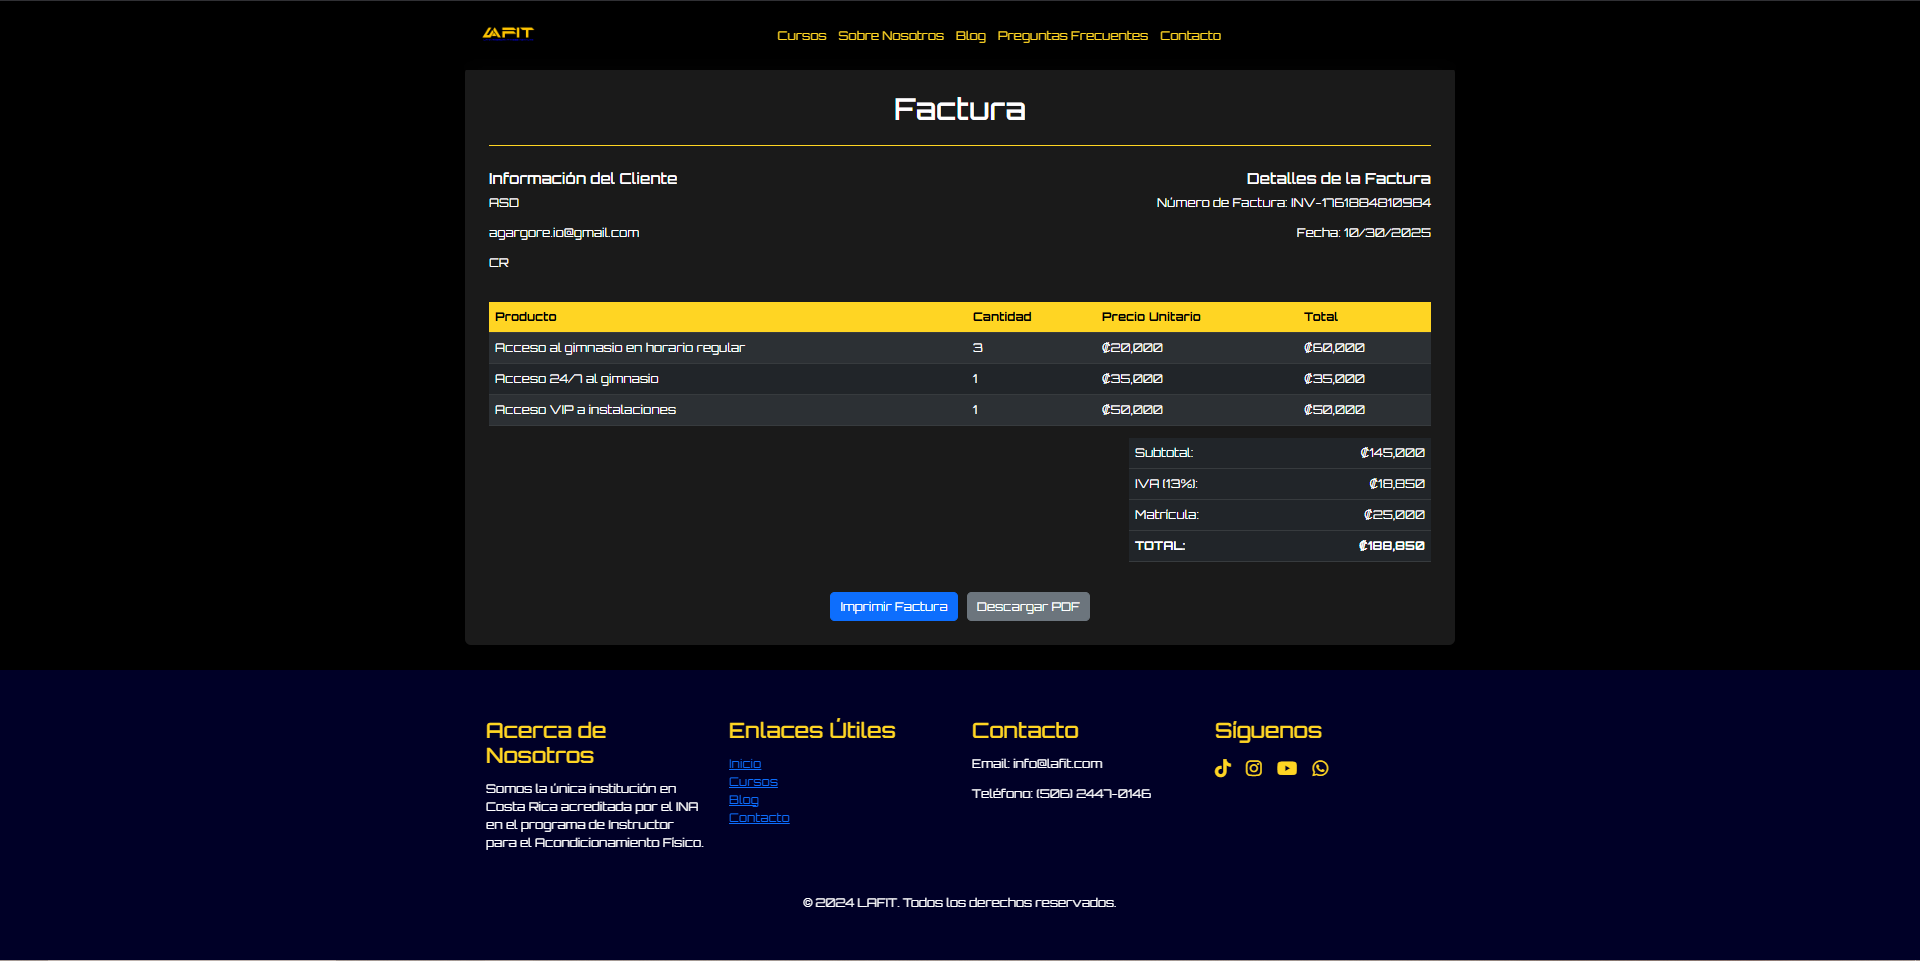 LAFIT
Cursos Sobre Nosotros Blog Preguntas Frecuentes Contacto
Factura
Información del Cliente
ASD
agargore.io@gmail.com
CR
Detalles de la Factura
Número de Factura: INV-1761884810984
Fecha: 10/30/2025
Producto Cantidad Precio Unitario Total
Acceso al gimnasio en horario regular 3 ₡20,000 ₡60,000
Acceso 24/7 al gimnasio 1 ₡35,000 ₡35,000
Acceso VIP a instalaciones 1 ₡50,000 ₡50,000
Subtotal: ₡145,000
IVA (13%): ₡18,850
Matrícula: ₡25,000
TOTAL: ₡188,850
Imprimir Factura Descargar PDF
Acerca de
Nosotros
Somos la única institución en
Costa Rica acreditada por el INA
en el programa de Instructor
para el Acondicionamiento Físico.
Enlaces Útiles
Inicio
Cursos
Blog
Contacto
Contacto
Email: info@lafit.com
Teléfono: (506) 2447-0146
Síguenos
© 2024 LAFIT. Todos los derechos reservados.